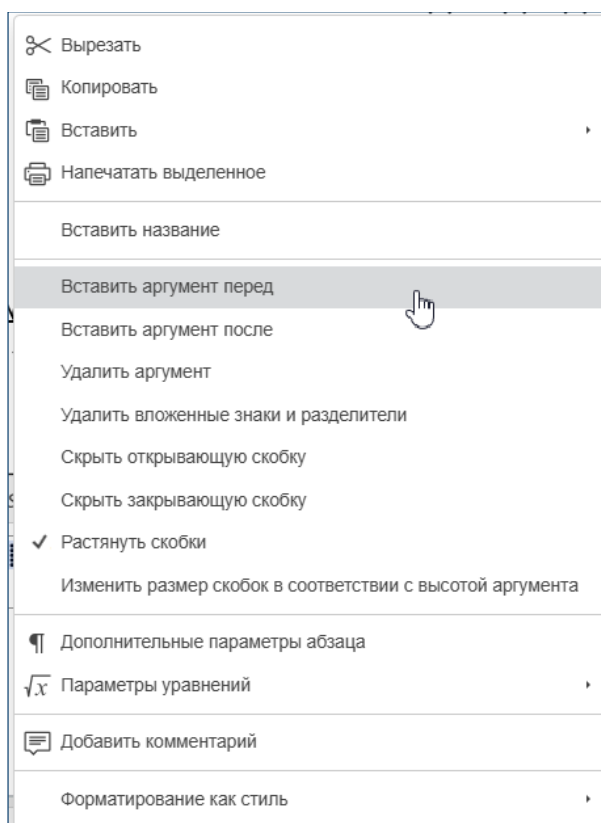 Вырезать
Копировать
Вставить
Напечатать выделенное
Вставить название
Вставить аргумент перед
Вставить аргумент после
Удалить аргумент
Удалить вложенные знаки и разделители
Скрыть открывающую скобку
Скрыть закрывающую скобку
Растянуть скобки
Изменить размер скобок в соответствии с высотой аргумента
Дополнительные параметры абзаца
Параметры уравнений
Добавить комментарий
Форматирование как стиль